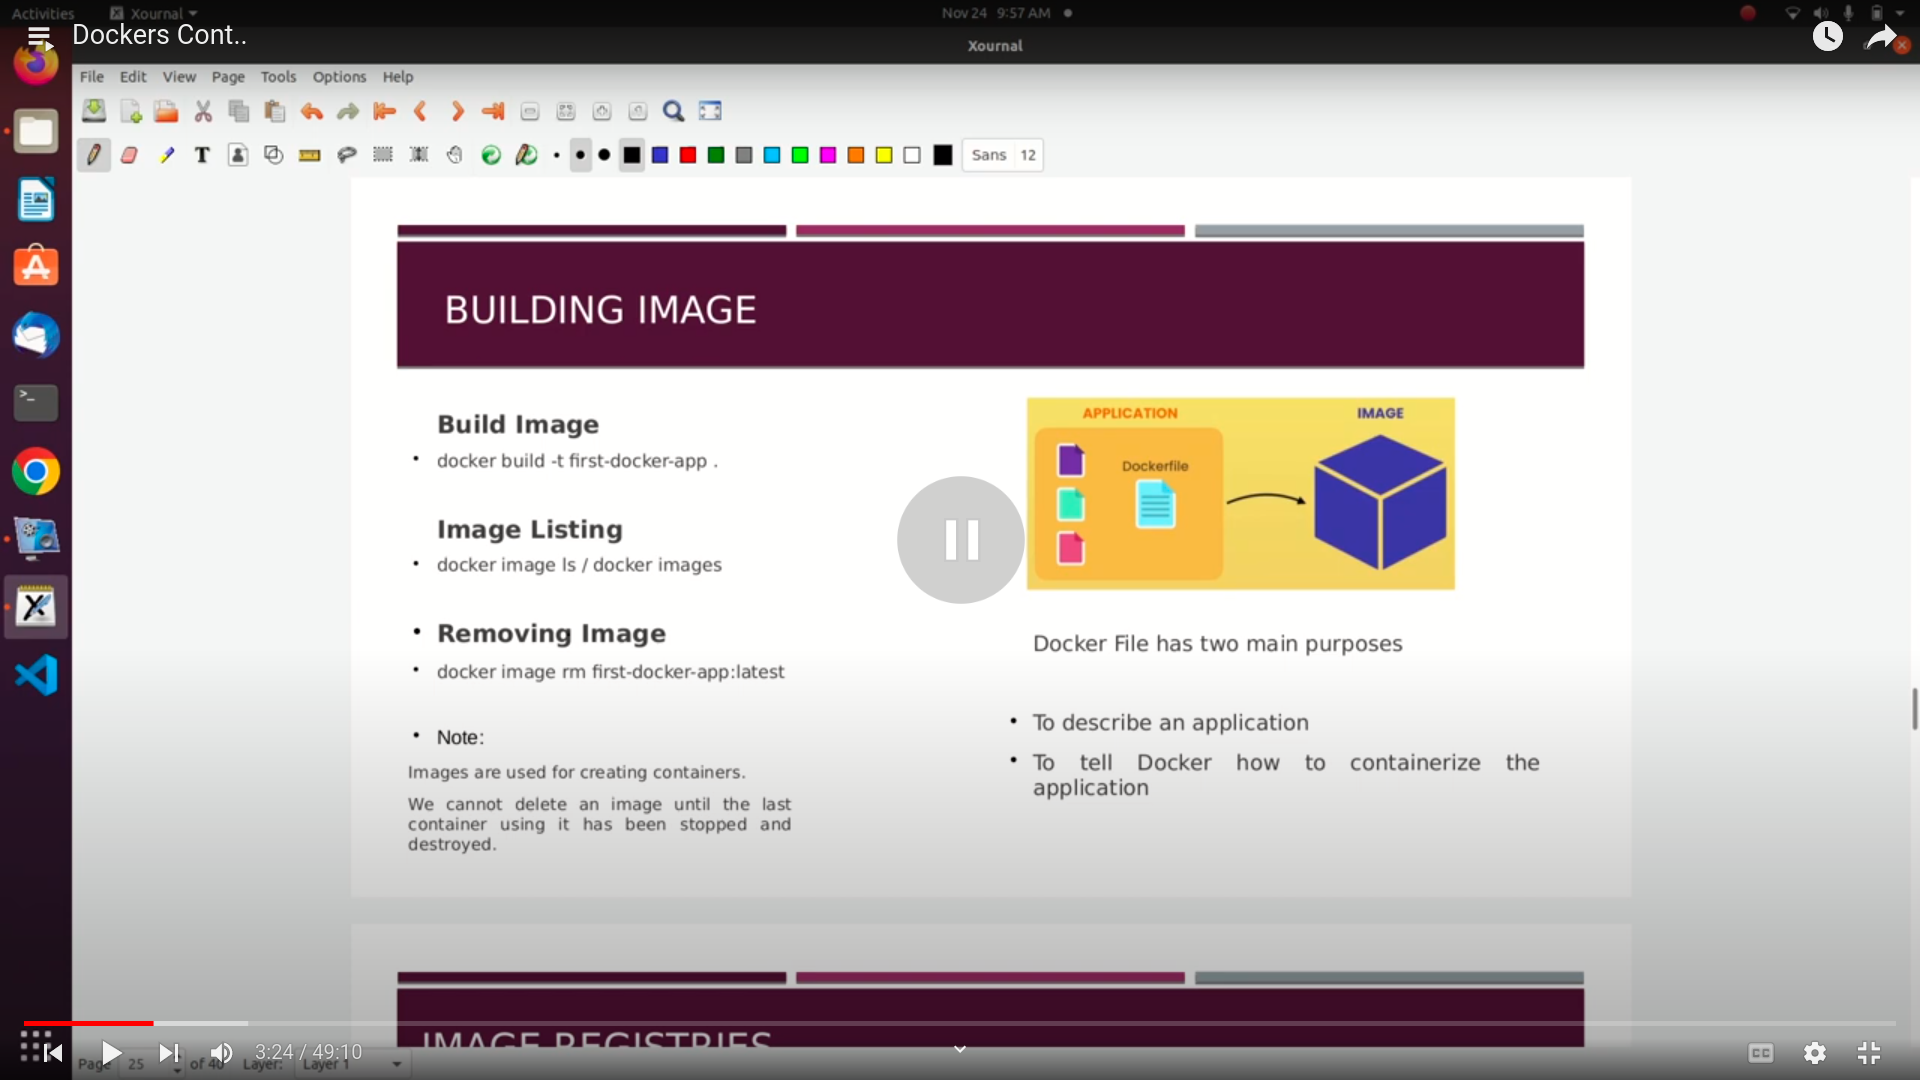 Activities
Xournal
Nov 24 9:57 AM
Dockers Cont..
Xournal
File Edit View Page Tools Options Help
Sans 12
BUILDING IMAGE
Build Image
• docker build -t first-docker-app .
Image Listing
• docker image ls / docker images
• Removing Image
• docker image rm first-docker-app:latest
• Note:
Images are used for creating containers.
We cannot delete an image until the last
container using it has been stopped and
destroyed.
APPLICATION
IMAGE
Dockerfile
Docker File has two main purposes
• To describe an application
• To tell Docker how to containerize the
application
IMAGE REGISTRIES
3:24 / 49:10
CC
Page 25 of 40 Layer: Layer 1